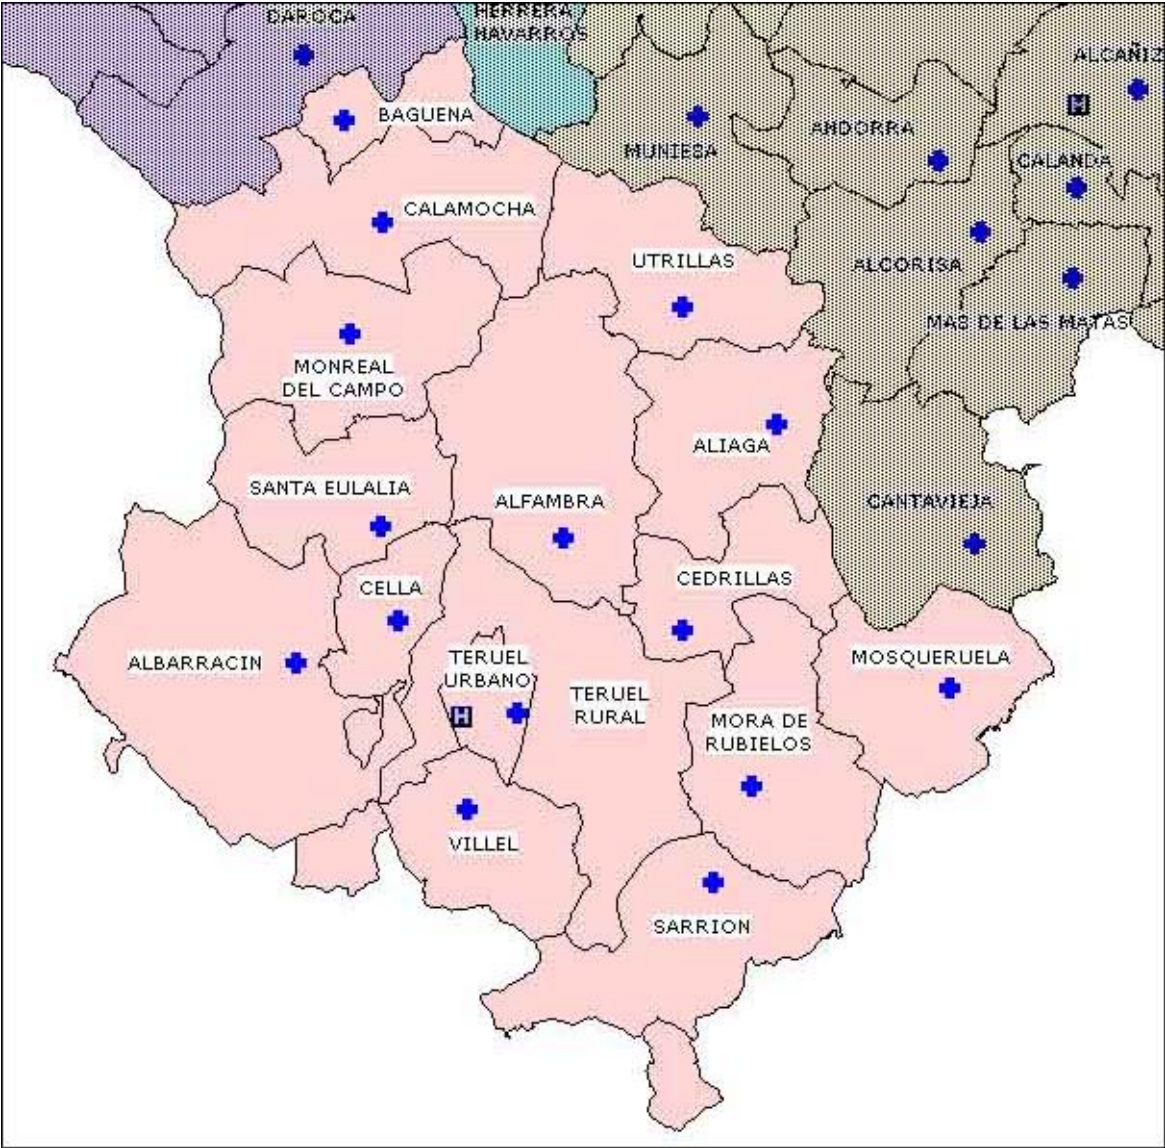 DAROCA
HERRERA
NAVARROS
ALCAÑIZ
H
BAGUENA
ANDORRA
MUNIESA
CALANDA
CALAMOCHA
UTRILLAS
ALCORISA
MAS DE LAS MATAS
MONREAL
DEL CAMPO
ALIAGA
SANTA EULALIA
ALFAMBRA
CANTAVIEJA
CELLA
CEDRILLAS
ALBARRACIN
TERUEL
URBANO
H
TERUEL
RURAL
MOSQUERUELA
MORA DE
RUBIELOS
VILLEL
SARRION